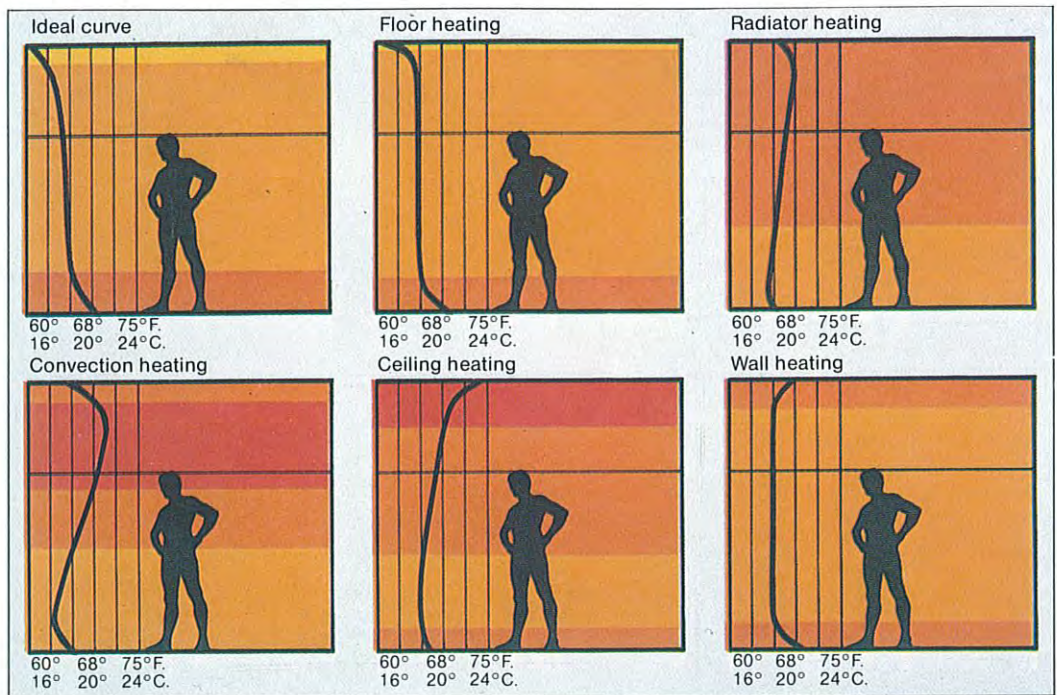 Ideal curve
60° 68° 75°F.
16° 20° 24°C.
Floor heating
60° 68° 75°F.
16° 20° 24°C.
Radiator heating
60° 68° 75°F.
16° 20° 24°C.
Convection heating
60° 68° 75°F.
16° 20° 24°C.
Ceiling heating
60° 68° 75°F.
16° 20° 24°C.
Wall heating
60° 68° 75°F.
16° 20° 24°C.